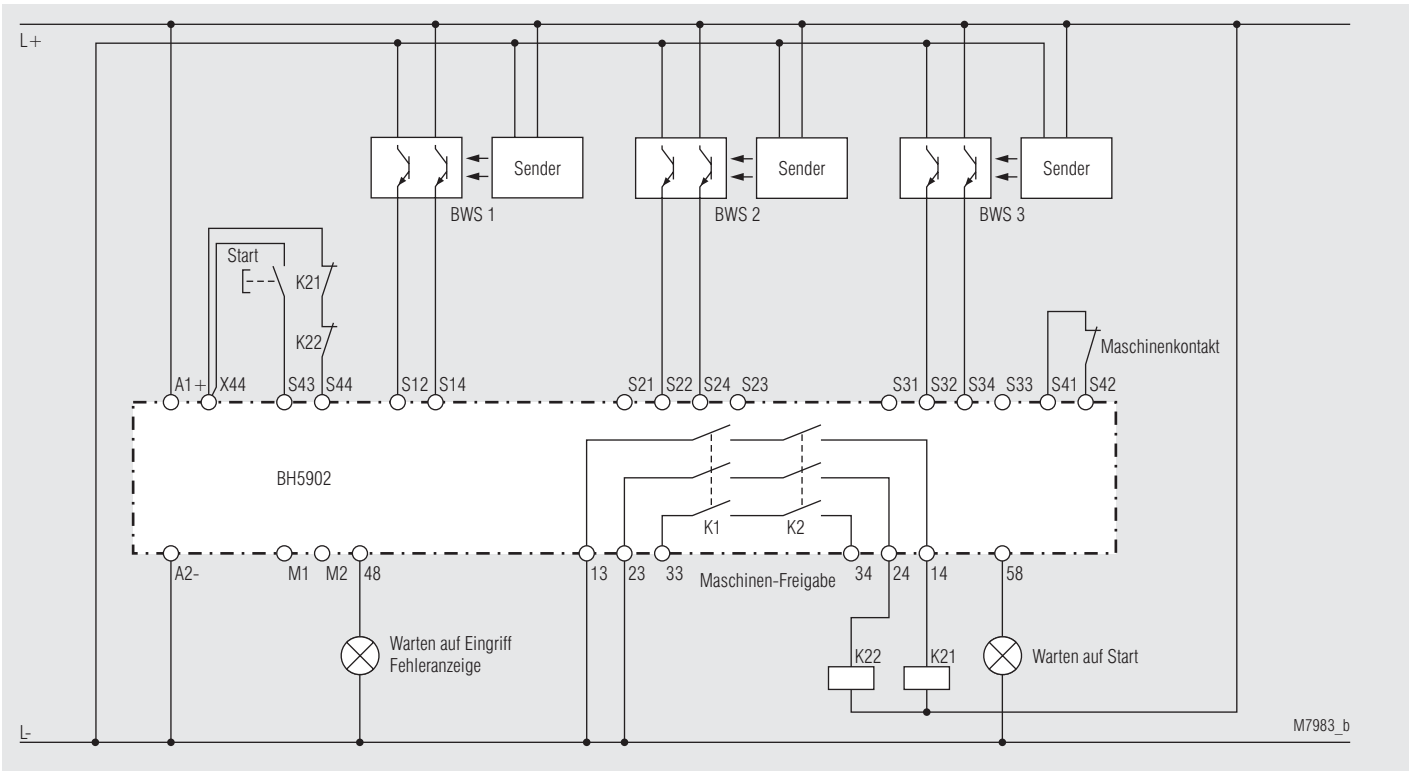 L+
Sender
Sender
Sender
BWS 1
BWS 2
BWS 3
Start
K21
K22
Maschinenkontakt
A1+ X44 S43 S44 S12 S14 S21 S22 S24 S23 S31 S32 S34 S33 S41 S42
BH5902
K1 K2
A2- M1 M2 48 13 23 33 Maschinen-Freigabe 34 24 14 58
Warten auf Eingriff
Fehleranzeige
K22 K21 Warten auf Start
L-
M7983_b